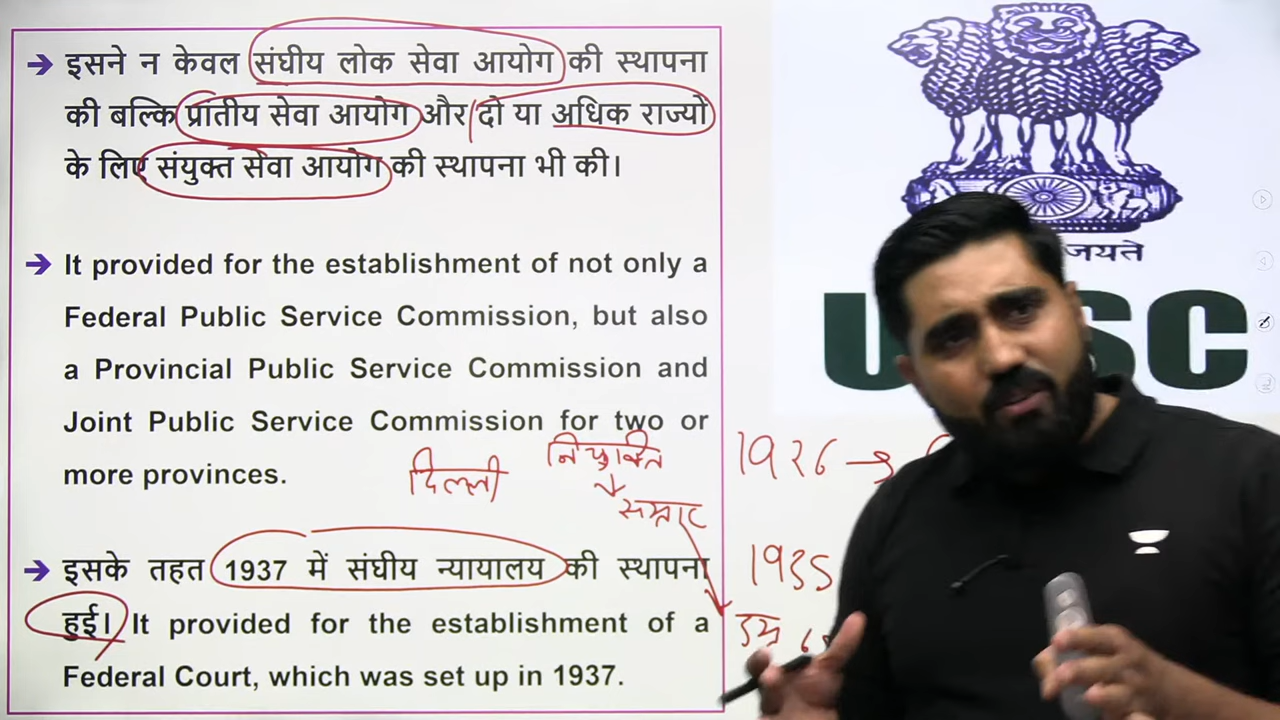 → इसने न केवल संघीय लोक सेवा आयोग की स्थापना
की बल्कि प्रांतीय सेवा आयोग और दो या अधिक राज्यो
के लिए संयुक्त सेवा आयोग की स्थापना भी की।
→ It provided for the establishment of not only a
Federal Public Service Commission, but also
a Provincial Public Service Commission and
Joint Public Service Commission for two or
more provinces.
दिल्ली
नियुक्ति
सम्राट
→ इसके तहत 1937 में संघीय न्यायालय की स्थापना
हुई। It provided for the establishment of a
Federal Court, which was set up in 1937.
जयते
SC
1926 →
1935
उम्र